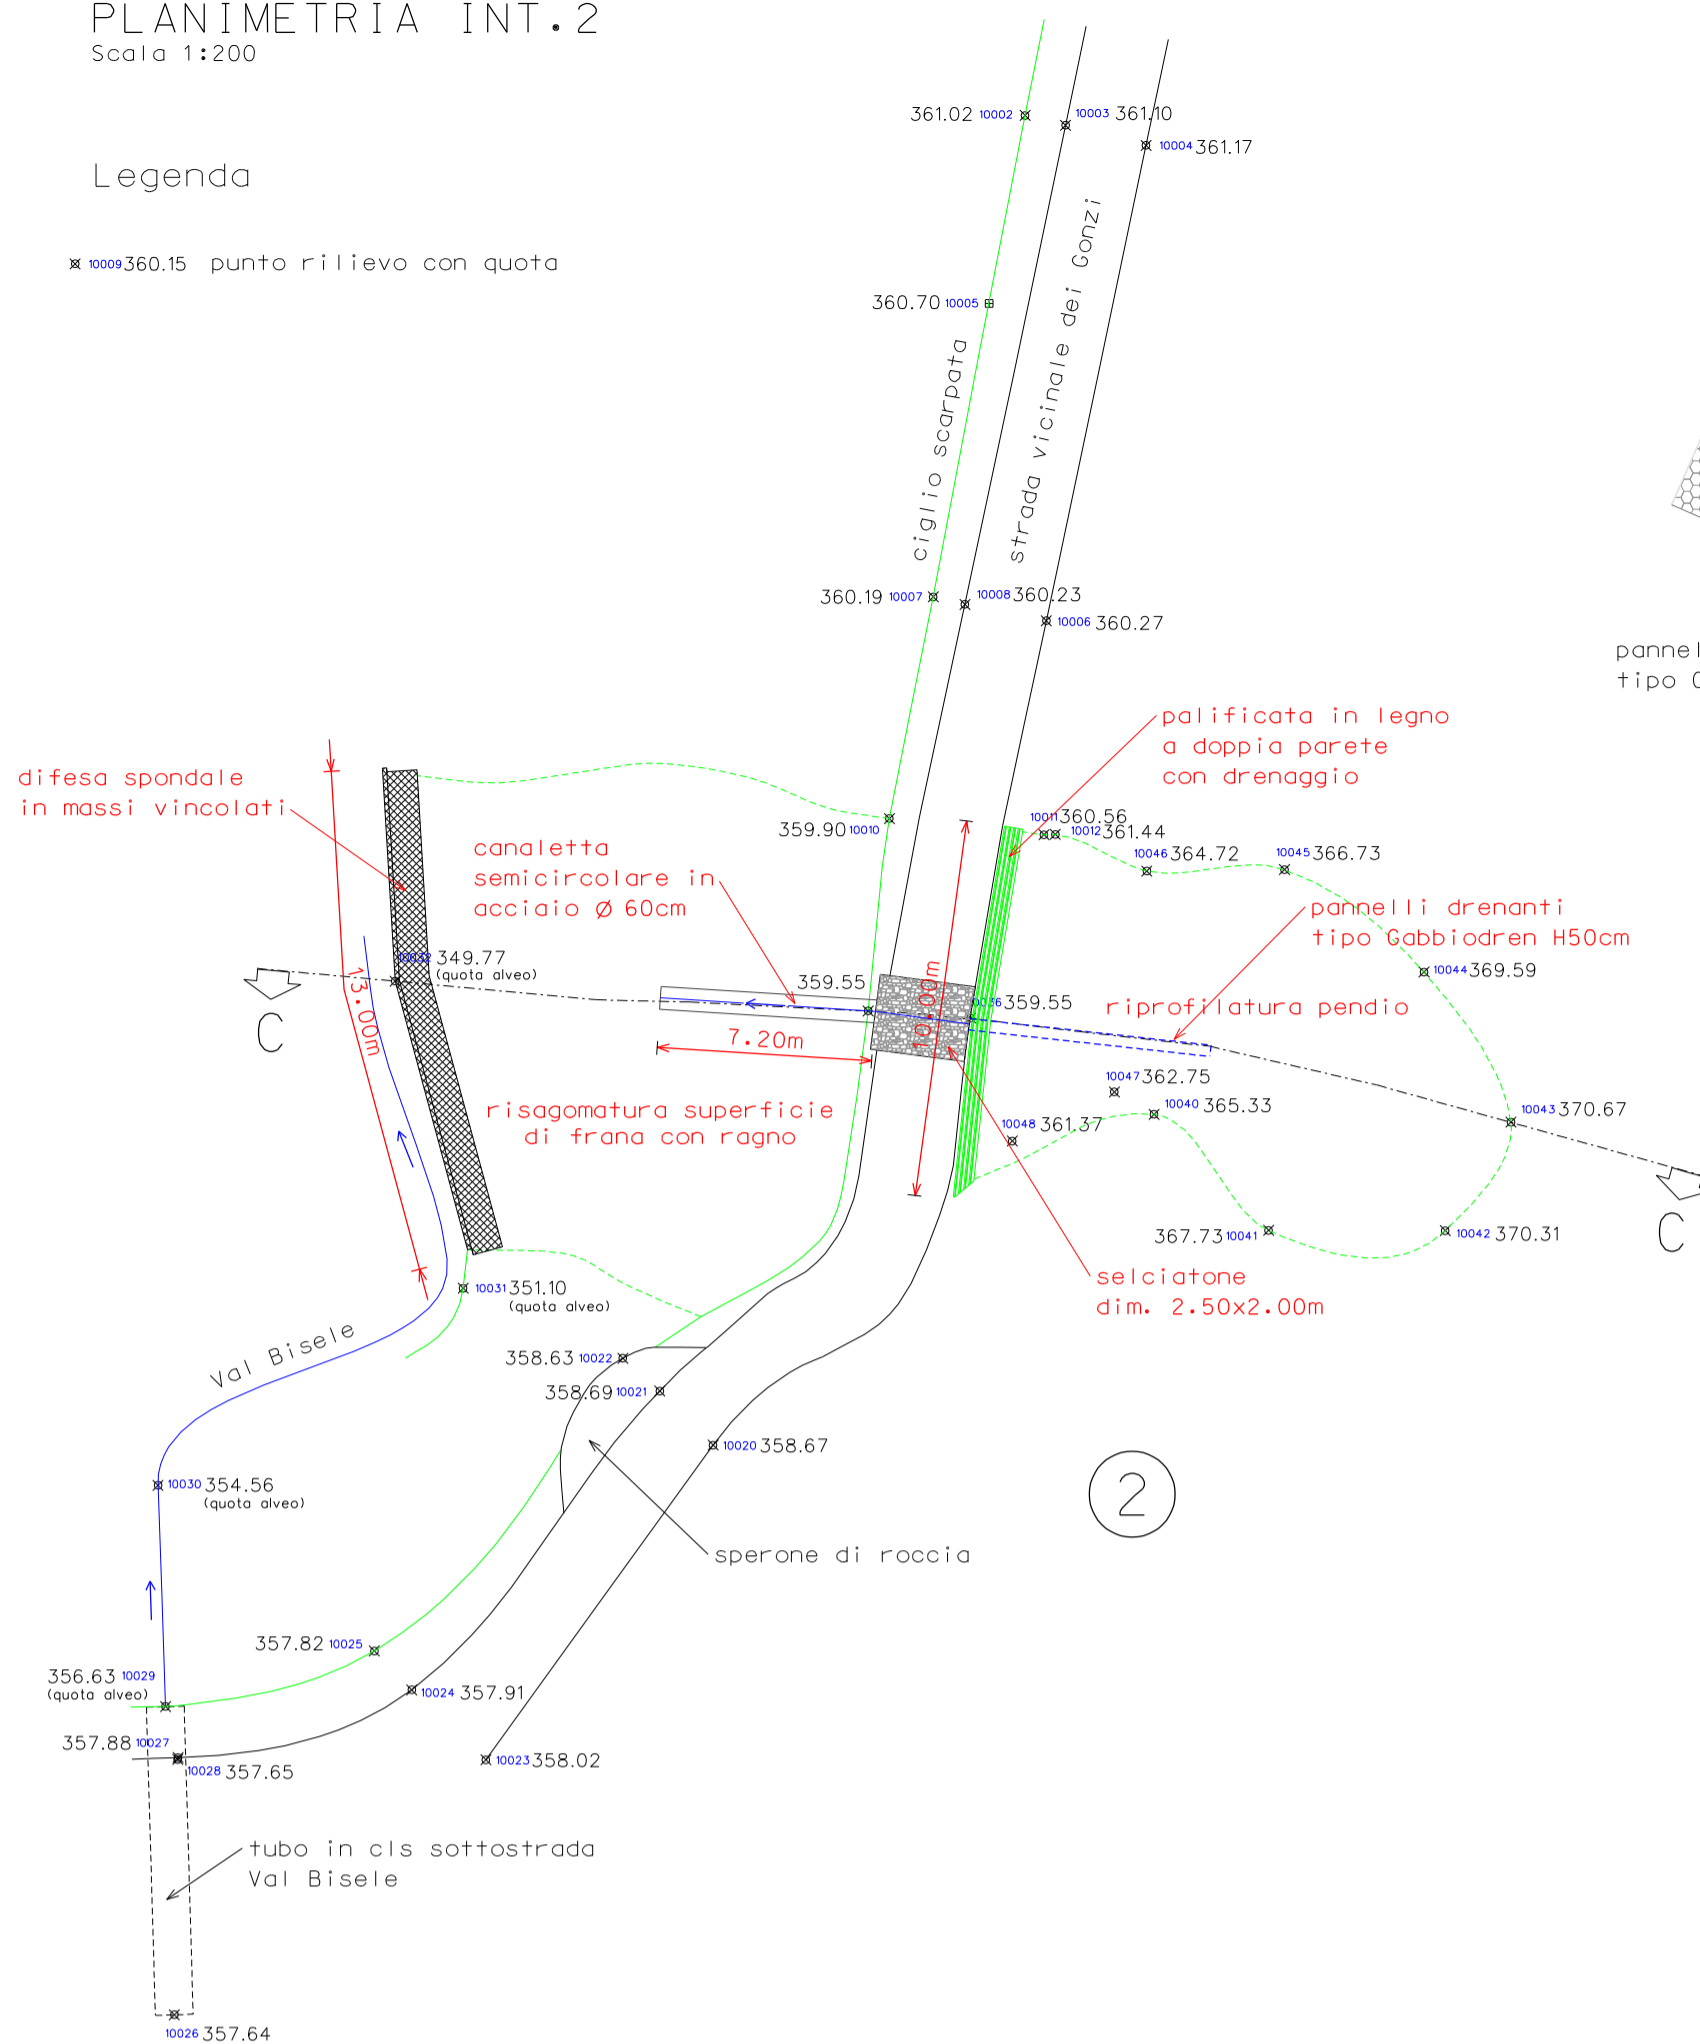 PLANIMETRIA INT.2
Scala 1:200
Legenda
10009 360.15 punto rilievo con quota
361.02 10002
10003 361.10
10004 361.17
360.70 10005
ciglio scarpata
strada vicinale dei Gonzi
360.19 10007
10008 360.23
10006 360.27
pannel
tipo
palificata in legno
a doppia parete
con drenaggio
difesa spondale
in massi vincolati
359.90 10010
10011 360.56
10012 361.44
10046 364.72
10045 366.73
canaletta
semicircolare in
acciaio Ø 60cm
pannelli drenanti
tipo Gabbiodren H50cm
10032 349.77
(quota alveo)
10044 369.59
359.55
10036 359.55
riprofilatura pendio
C
13.00m
7.20m
10.00m
10047 362.75
10040 365.33
10048 361.37
10043 370.67
risagomatura superficie
di frana con ragno
367.73 10041
10042 370.31
C
selciatone
dim. 2.50x2.00m
10031 351.10
(quota alveo)
Val Bisele
358.63 10022
358.69 10021
10020 358.67
2
10030 354.56
(quota alveo)
sperone di roccia
357.82 10025
356.63 10029
(quota alveo)
10024 357.91
357.88 10027
10028 357.65
10023 358.02
tubo in cls sottostrada
Val Bisele
10026 357.64